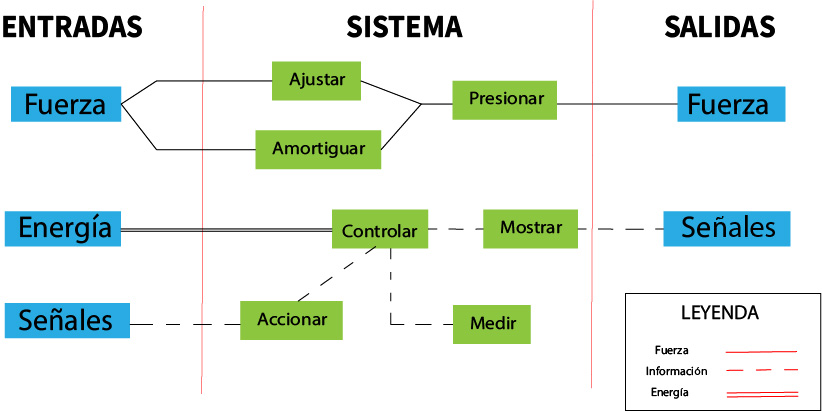 ENTRADAS
SISTEMA
SALIDAS
Fuerza
Ajustar
Amortiguar
Presionar
Fuerza
Energía
Controlar
Mostrar
Señales
Señales
Accionar
Medir
LEYENDA
Fuerza
Información
Energía